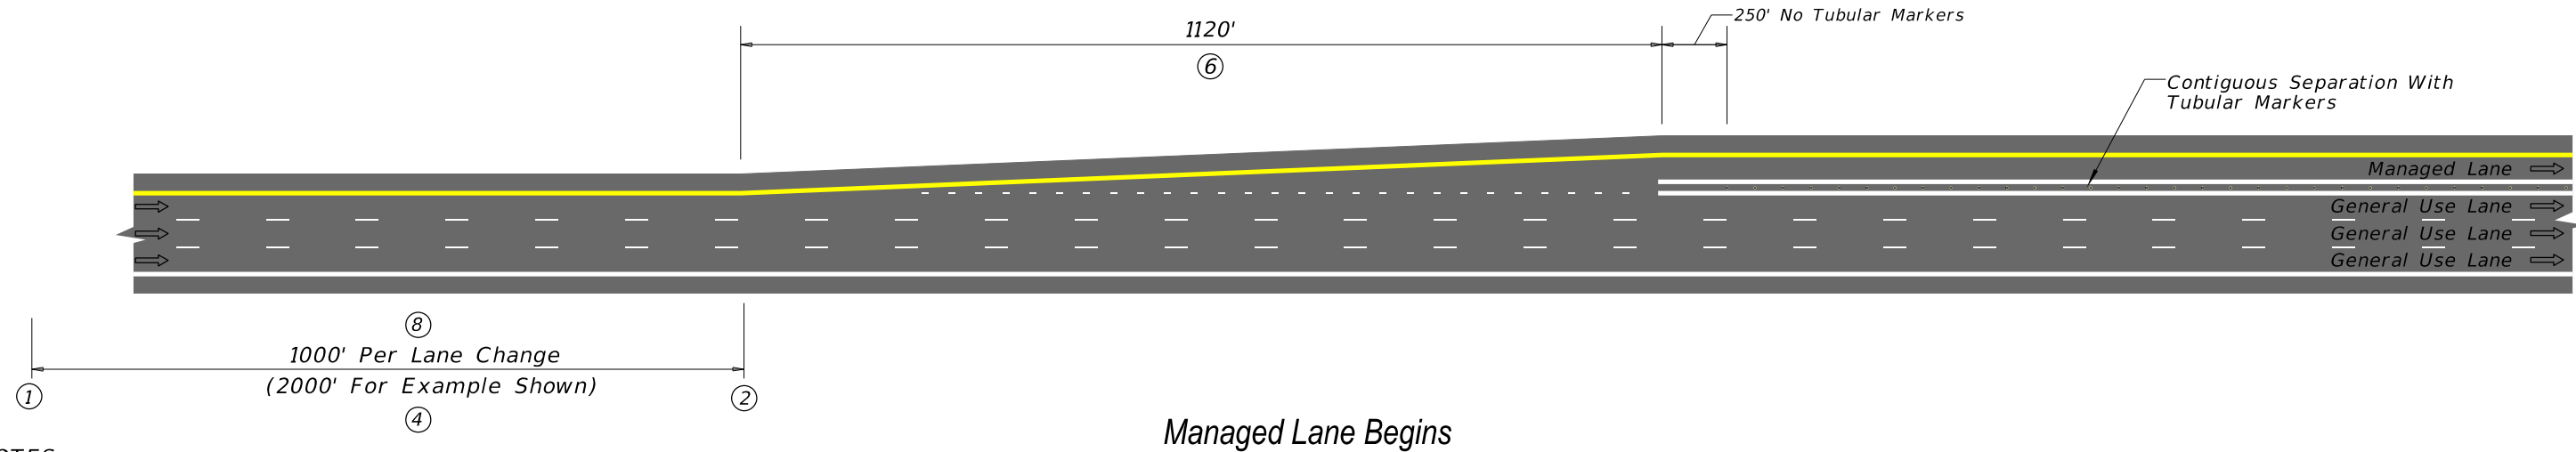 250' No Tubular Markers
1120'
6
Contiguous Separation With
Tubular Markers
Managed Lane
General Use Lane
General Use Lane
General Use Lane
8
1000' Per Lane Change
(2000' For Example Shown)
1
2
4
Managed Lane Begins